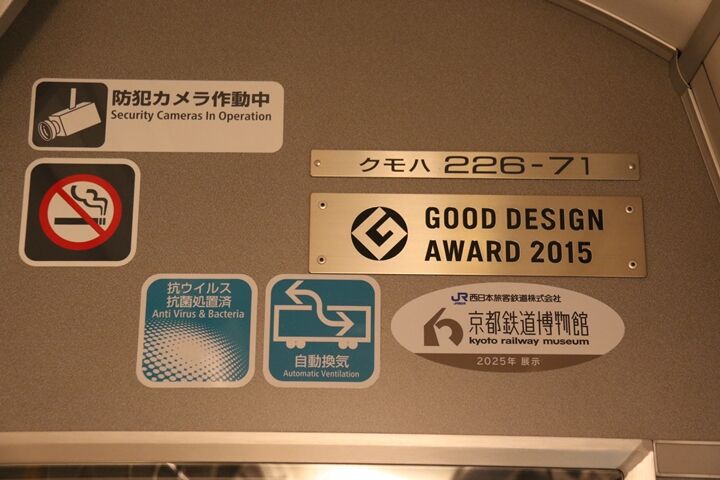 防犯カメラ作動中
Security Cameras In Operation
クモハ 226-71
GOOD DESIGN
AWARD 2015
抗ウイルス
抗菌処置済
Anti Virus & Bacteria
自動換気
Automatic Ventilation
JR 西日本旅客鉄道株式会社
京都鉄道博物館
kyoto railway museum
2025年 展示